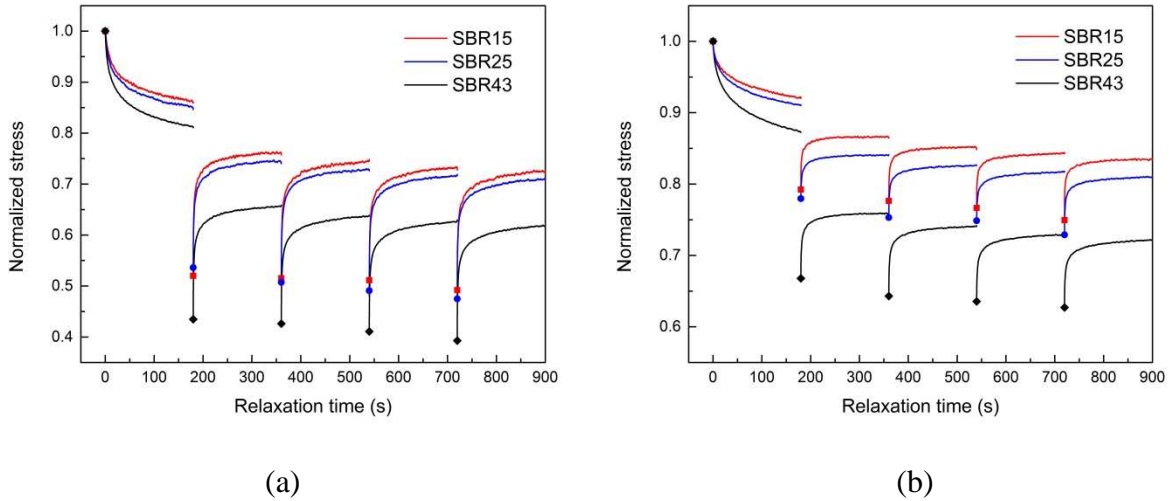 1.0
0.9
0.8
0.7
0.6
0.5
0.4
Normalized stress
SBR15
SBR25
SBR43
0 100 200 300 400 500 600 700 800 900
Relaxation time (s)
(a)
1.0
0.9
0.8
0.7
0.6
Normalized stress
SBR15
SBR25
SBR43
0 100 200 300 400 500 600 700 800 900
Relaxation time (s)
(b)